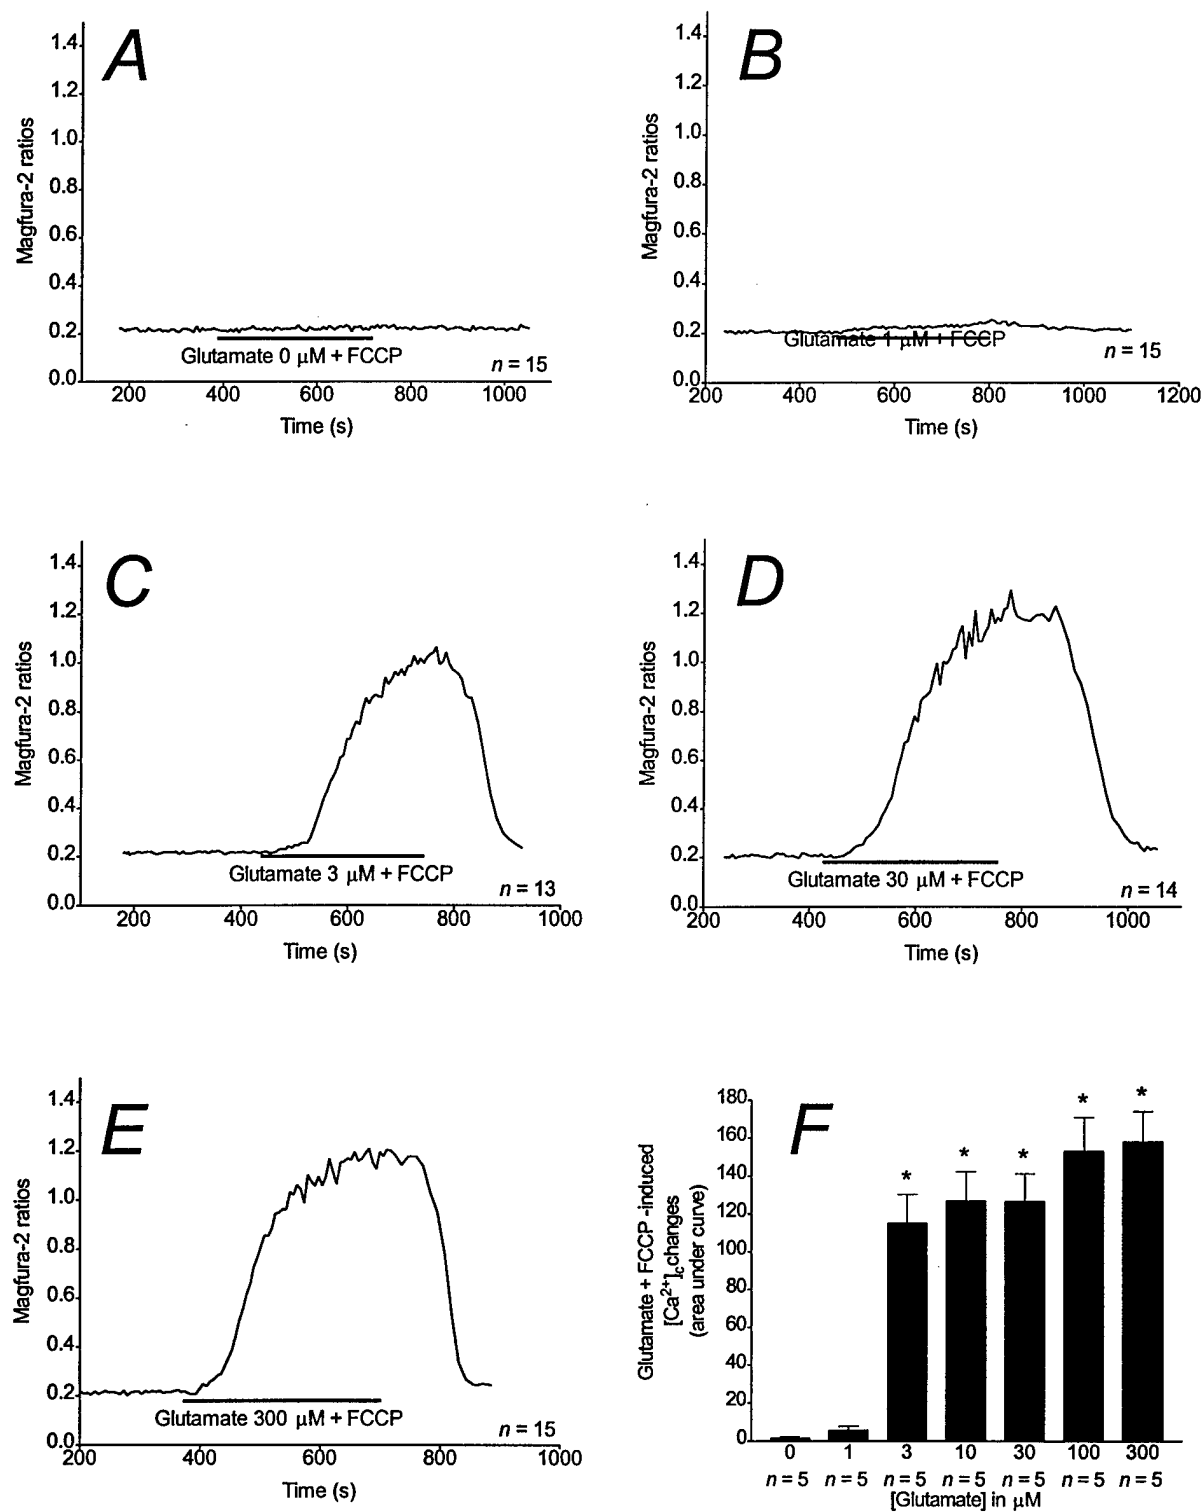 A
Magfura-2 ratios
1.4
1.2
1.0
0.8
0.6
0.4
0.2
0.0
Glutamate 0 μM + FCCP
n = 15
200 400 600 800 1000
Time (s)
B
Magfura-2 ratios
1.4
1.2
1.0
0.8
0.6
0.4
0.2
0.0
Glutamate 1 μM + FCCP
n = 15
200 400 600 800 1000 1200
Time (s)
C
Magfura-2 ratios
1.4
1.2
1.0
0.8
0.6
0.4
0.2
0.0
Glutamate 3 μM + FCCP
n = 13
200 400 600 800 1000
Time (s)
D
Magfura-2 ratios
1.4
1.2
1.0
0.8
0.6
0.4
0.2
0.0
Glutamate 30 μM + FCCP
n = 14
200 400 600 800 1000
Time (s)
E
Magfura-2 ratios
1.4
1.2
1.0
0.8
0.6
0.4
0.2
0.0
Glutamate 300 μM + FCCP
n = 15
200 400 600 800 1000
Time (s)
F
Glutamate + FCCP -induced
[Ca2+]c changes
(area under curve)
180
160
140
120
100
80
60
40
20
0
* * * * *
0 1 3 10 30 100 300
n = 5 n = 5 n = 5 n = 5 n = 5 n = 5 n = 5
[Glutamate] in μM